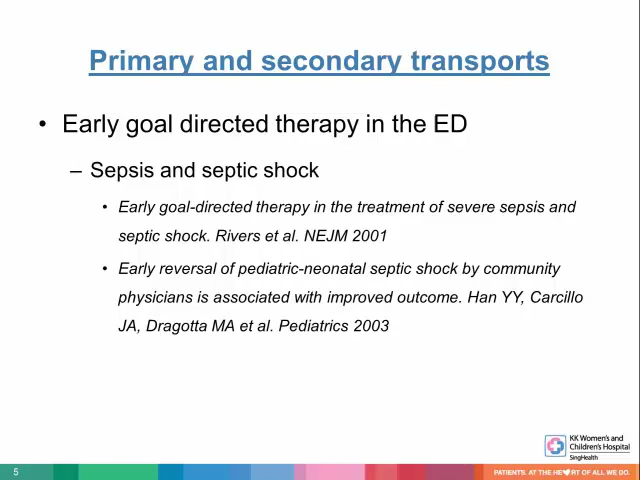 Primary and secondary transports
• Early goal directed therapy in the ED
– Sepsis and septic shock
• Early goal-directed therapy in the treatment of severe sepsis and
septic shock. Rivers et al. NEJM 2001
• Early reversal of pediatric-neonatal septic shock by community
physicians is associated with improved outcome. Han YY, Carcillo
JA, Dragotta MA et al. Pediatrics 2003
KK Women's and
Children's Hospital
SingHealth
5
PATIENTS. AT THE HE♥RT OF ALL WE DO.